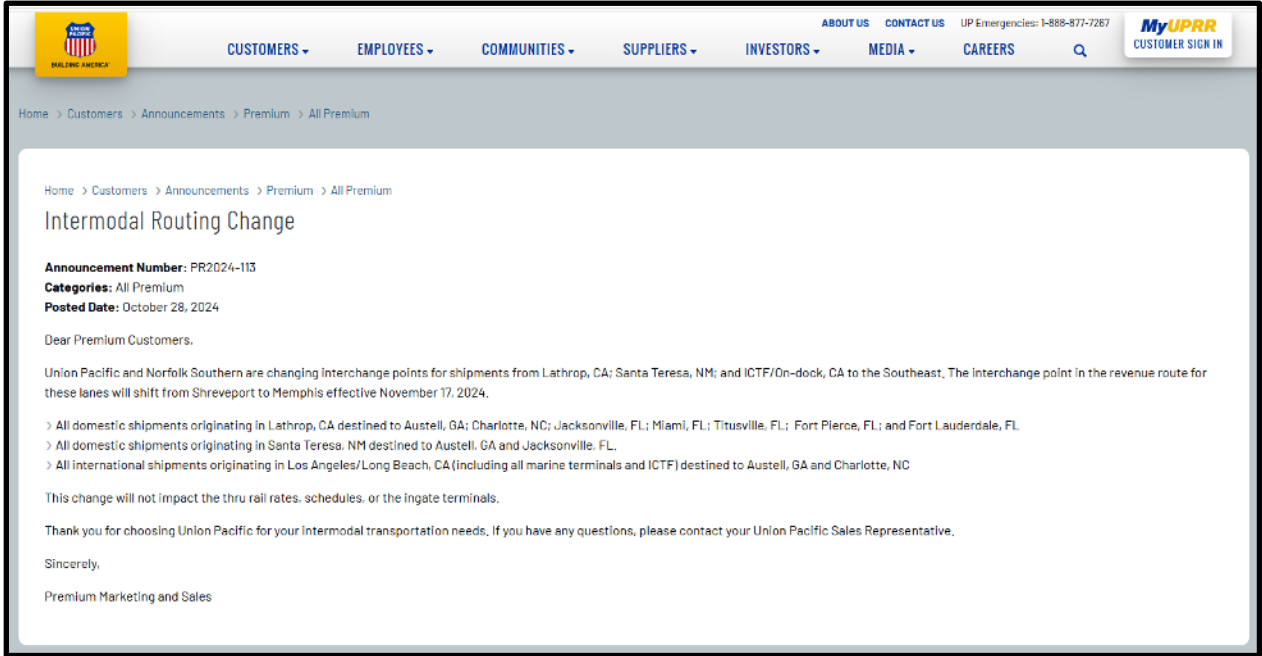 UNION
PACIFIC
BUILDING AMERICA®
ABOUT US CONTACT US UP Emergencies: 1-888-877-7267
MyUPRR
CUSTOMER SIGN IN
CUSTOMERS EMPLOYEES COMMUNITIES SUPPLIERS INVESTORS MEDIA CAREERS
Home > Customers > Announcements > Premium > All Premium
Home > Customers > Announcements > Premium > All Premium
Intermodal Routing Change
Announcement Number: PR2024-113
Categories: All Premium
Posted Date: October 28, 2024
Dear Premium Customers,
Union Pacific and Norfolk Southern are changing interchange points for shipments from Lathrop, CA; Santa Teresa, NM; and ICTF/On-dock, CA to the Southeast. The interchange point in the revenue route for
these lanes will shift from Shreveport to Memphis effective November 17, 2024.
> All domestic shipments originating in Lathrop, CA destined to Austell, GA; Charlotte, NC; Jacksonville, FL; Miami, FL; Titusville, FL; Fort Pierce, FL; and Fort Lauderdale, FL
> All domestic shipments originating in Santa Teresa, NM destined to Austell, GA and Jacksonville, FL.
> All international shipments originating in Los Angeles/Long Beach, CA (including all marine terminals and ICTF) destined to Austell, GA and Charlotte, NC
This change will not impact the thru rail rates, schedules, or the ingate terminals.
Thank you for choosing Union Pacific for your intermodal transportation needs. If you have any questions, please contact your Union Pacific Sales Representative.
Sincerely,
Premium Marketing and Sales